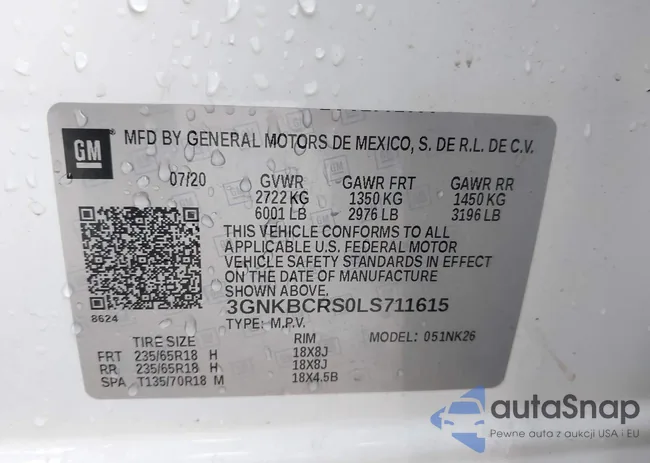 GM
MFD BY GENERAL MOTORS DE MEXICO, S. DE R.L. DE C.V.
07/20 GVWR GAWR FRT GAWR RR
2722 KG 1350 KG 1450 KG
6001 LB 2976 LB 3196 LB
THIS VEHICLE CONFORMS TO ALL
APPLICABLE U.S. FEDERAL MOTOR
VEHICLE SAFETY STANDARDS IN EFFECT
ON THE DATE OF MANUFACTURE
SHOWN ABOVE.
3GNKBCRS0LS711615
8624
TYPE: M.P.V. MODEL: 051NK26
TIRE SIZE RIM
FRT 235/65R18 H 18X8J
RR 235/65R18 H 18X8J
SPA T135/70R18 M 18X4.5B
autaSnap
Pewne auta z aukcji USA i EU